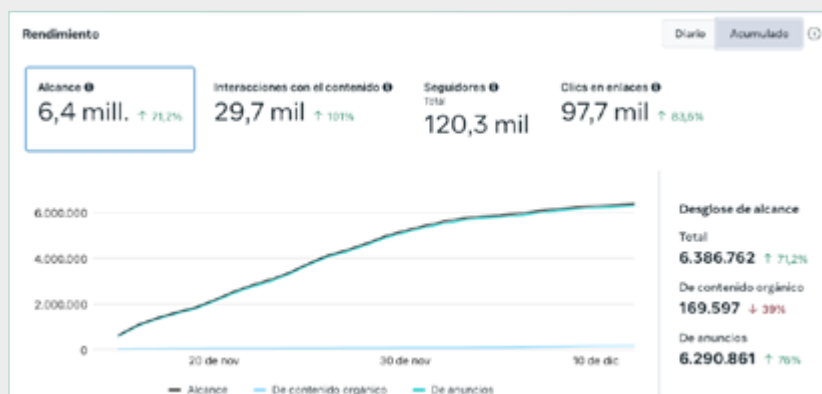 Rendimiento
Diario
Acumulado
Alcance
6,4 mill. ↑ 71,2%
Interacciones con el contenido
29,7 mil ↑ 101%
Seguidores
Total
120,3 mil
Clics en enlaces
97,7 mil ↑ 83,6%
6.000.000
4.000.000
2.000.000
0
20 de nov
30 de nov
10 de dic
Alcance
De contenido orgánico
De anuncios
Desglose de alcance
Total
6.386.762 ↑ 71,2%
De contenido orgánico
169.597 ↓ 39%
De anuncios
6.290.861 ↑ 76%